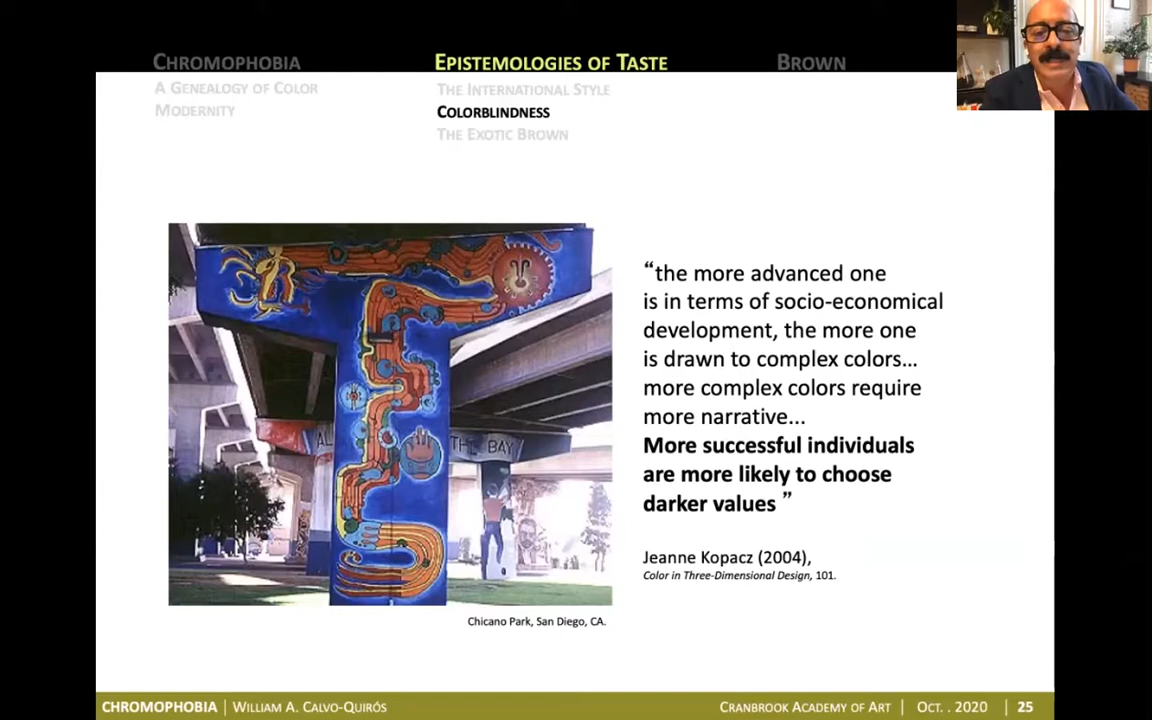 CHROMOPHOBIA
A GENEALOGY OF COLOR
MODERNITY
EPISTEMOLOGIES OF TASTE
THE INTERNATIONAL STYLE
COLORBLINDNESS
THE EXOTIC BROWN
BROWN
AL
THE BAY
Chicano Park, San Diego, CA.
“the more advanced one
is in terms of socio-economical
development, the more one
is drawn to complex colors...
more complex colors require
more narrative...
More successful individuals
are more likely to choose
darker values ”
Jeanne Kopacz (2004),
Color in Three-Dimensional Design, 101.
CHROMOPHOBIA | WILLIAM A. CALVO-QUIRÓS
CRANBROOK ACADEMY OF ART | OCT. . 2020 | 25